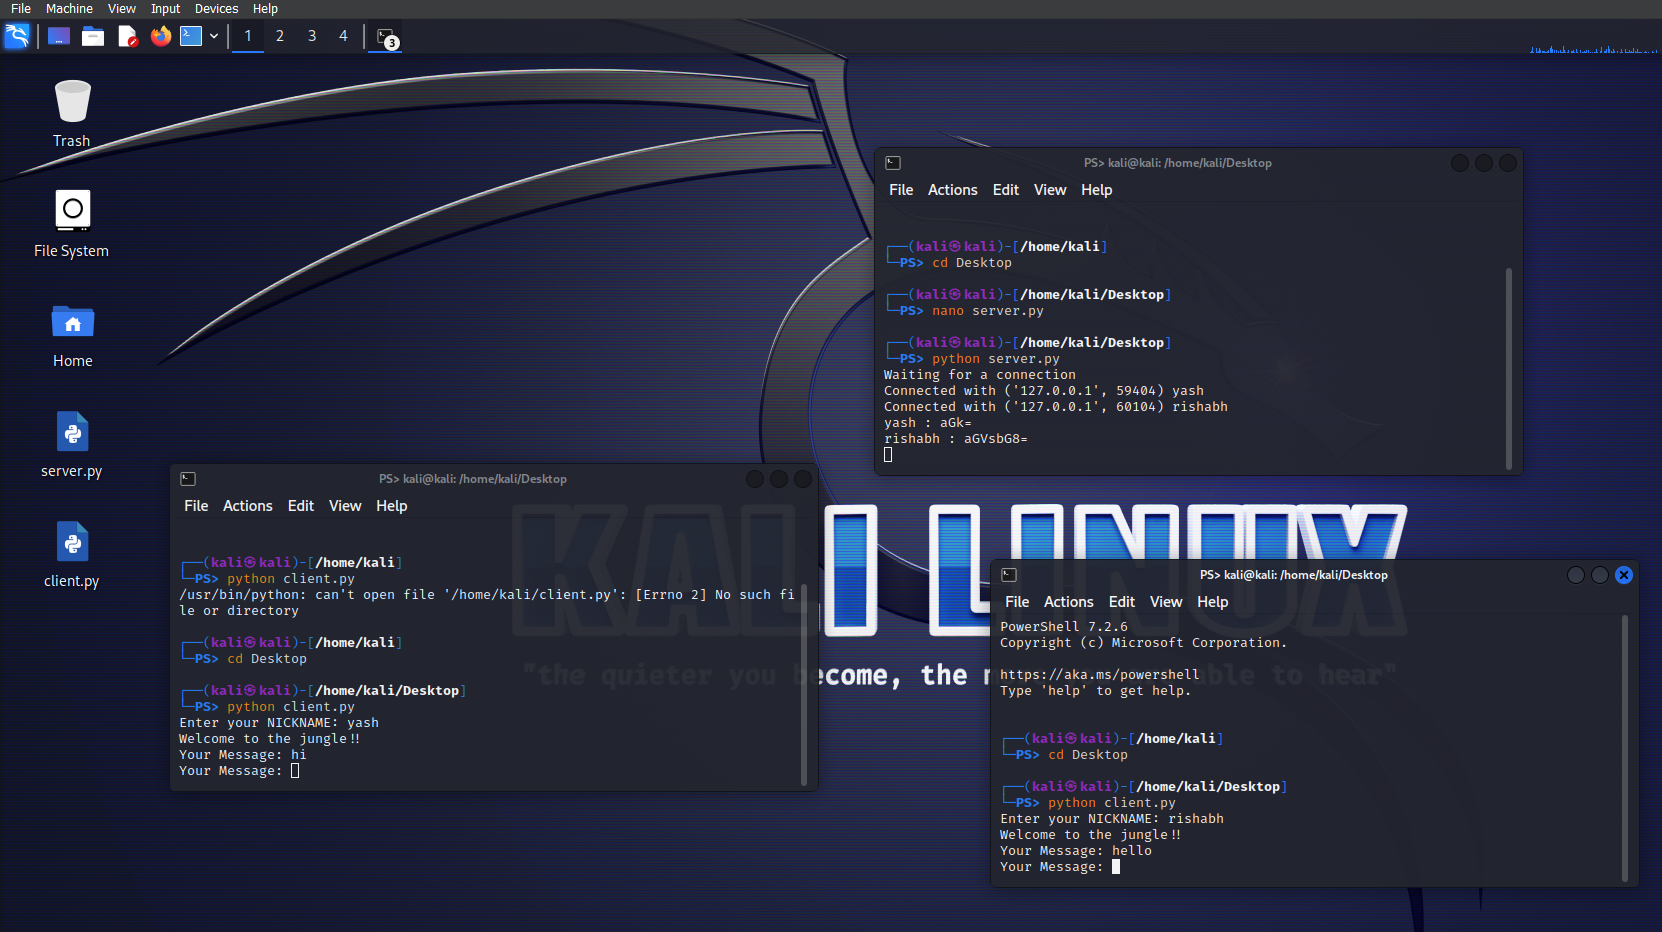 File Machine View Input Devices Help
1 2 3 4 3
Trash
File System
Home
server.py
client.py
PS> kali@kali: /home/kali/Desktop
File Actions Edit View Help
┌──(kali㉿kali)-[/home/kali]
└─PS> cd Desktop
┌──(kali㉿kali)-[/home/kali/Desktop]
└─PS> nano server.py
┌──(kali㉿kali)-[/home/kali/Desktop]
└─PS> python server.py
Waiting for a connection
Connected with ('127.0.0.1', 59404) yash
Connected with ('127.0.0.1', 60104) rishabh
yash : aGk=
rishabh : aGVsbG8=
PS> kali@kali: /home/kali/Desktop
File Actions Edit View Help
┌──(kali㉿kali)-[/home/kali]
└─PS> python client.py
/usr/bin/python: can't open file '/home/kali/client.py': [Errno 2] No such fi
le or directory
┌──(kali㉿kali)-[/home/kali]
└─PS> cd Desktop
┌──(kali㉿kali)-[/home/kali/Desktop]
└─PS> python client.py
Enter your NICKNAME: yash
Welcome to the jungle!!
Your Message: hi
Your Message:
KALI LINUX
"the quieter you become, the more you are able to hear"
PS> kali@kali: /home/kali/Desktop
File Actions Edit View Help
PowerShell 7.2.6
Copyright (c) Microsoft Corporation.
https://aka.ms/powershell
Type 'help' to get help.
┌──(kali㉿kali)-[/home/kali]
└─PS> cd Desktop
┌──(kali㉿kali)-[/home/kali/Desktop]
└─PS> python client.py
Enter your NICKNAME: rishabh
Welcome to the jungle!!
Your Message: hello
Your Message: